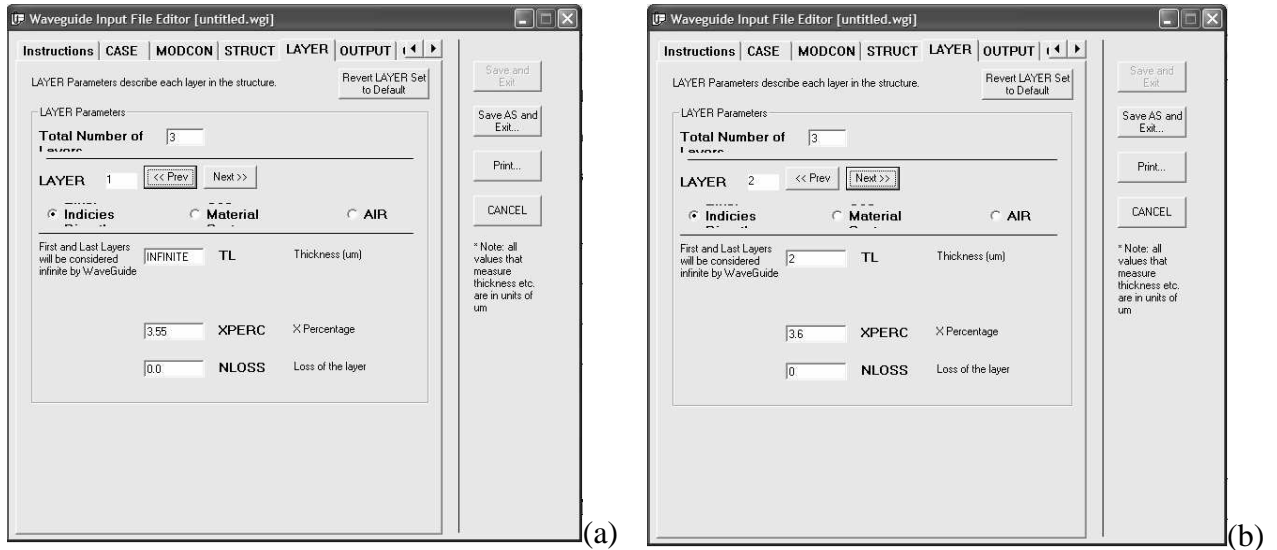 Waveguide Input File Editor [untitled.wgi]
Instructions CASE MODCON STRUCT LAYER OUTPUT
LAYER Parameters describe each layer in the structure.
Revert LAYER Set
to Default
LAYER Parameters
Total Number of
Layers
3
LAYER 1 << Prev Next >>
Indicies
Material
AIR
First and Last Layers
will be considered
infinite by WaveGuide
INFINITE TL Thickness (um)
3.55 XPERC X Percentage
0.0 NLOSS Loss of the layer
Save and
Exit
Save AS and
Exit...
Print...
CANCEL
* Note: all
values that
measure
thickness etc.
are in units of
um
(a)
Waveguide Input File Editor [untitled.wgi]
Instructions CASE MODCON STRUCT LAYER OUTPUT
LAYER Parameters describe each layer in the structure.
Revert LAYER Set
to Default
LAYER Parameters
Total Number of
Layers
3
LAYER 2 << Prev Next >>
Indicies
Material
AIR
First and Last Layers
will be considered
infinite by WaveGuide
2 TL Thickness (um)
3.6 XPERC X Percentage
0 NLOSS Loss of the layer
Save and
Exit
Save AS and
Exit...
Print...
CANCEL
* Note: all
values that
measure
thickness etc.
are in units of
um
(b)